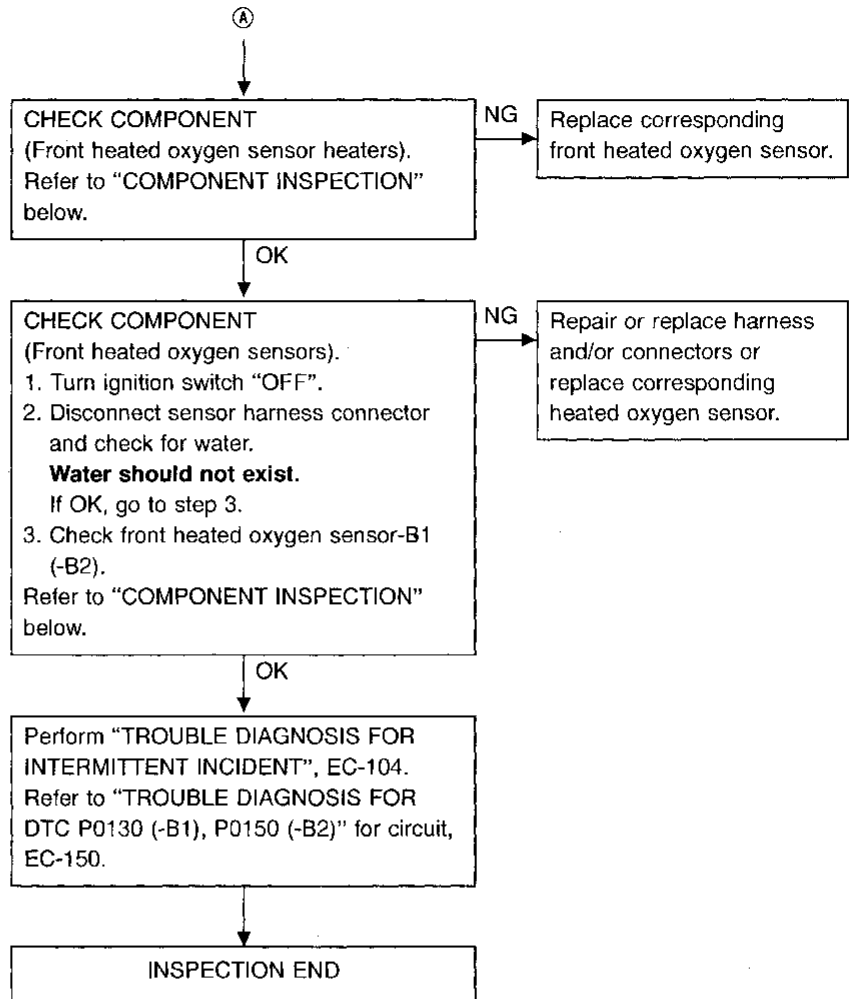 Ⓐ
CHECK COMPONENT
(Front heated oxygen sensor heaters).
Refer to “COMPONENT INSPECTION”
below.
NG
Replace corresponding
front heated oxygen sensor.
OK
CHECK COMPONENT
(Front heated oxygen sensors).
1. Turn ignition switch “OFF”.
2. Disconnect sensor harness connector
and check for water.
Water should not exist.
If OK, go to step 3.
3. Check front heated oxygen sensor-B1
(-B2).
Refer to “COMPONENT INSPECTION”
below.
NG
Repair or replace harness
and/or connectors or
replace corresponding
heated oxygen sensor.
OK
Perform “TROUBLE DIAGNOSIS FOR
INTERMITTENT INCIDENT”, EC-104.
Refer to “TROUBLE DIAGNOSIS FOR
DTC P0130 (-B1), P0150 (-B2)” for circuit,
EC-150.
INSPECTION END